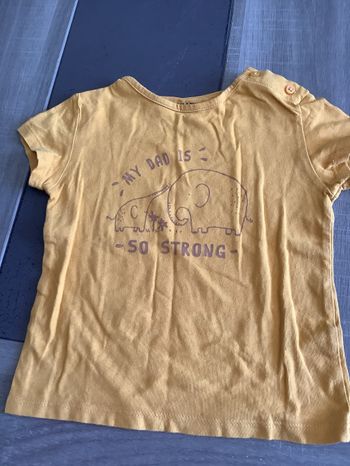 MY DAD IS
- SO STRONG -